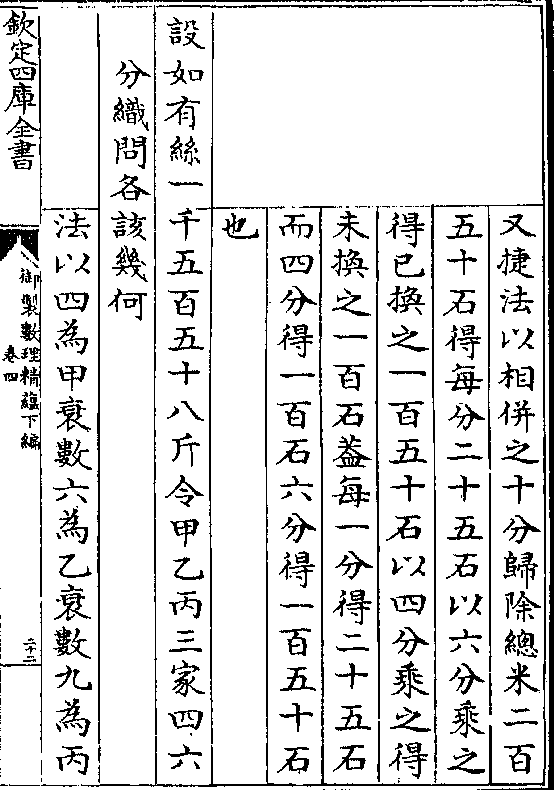 又捷法以相併之十分歸除總米二百
五十石得每分二十五石以六分乘之
得已換之一百五十石以四分乘之得
未換之一百石葢每一分得二十五石
而四分得一百石六分得一百五十石
也
設如有絲一千五百五十八斤令甲乙丙三家四六
分織問各該幾何
法以四為甲衰數六為乙衰數九為丙
欽定四庫全書
御製數理精蘊下編
卷四
二十二